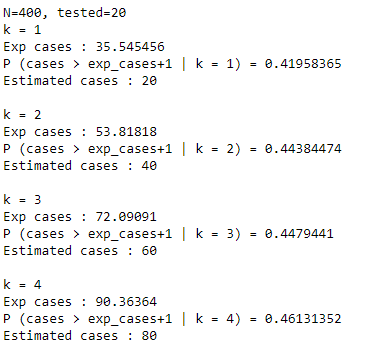 N=400, tested=20
k = 1
Exp cases : 35.545456
P (cases > exp_cases+1 | k = 1) = 0.41958365
Estimated cases : 20
k = 2
Exp cases : 53.81818
P (cases > exp_cases+1 | k = 2) = 0.44384474
Estimated cases : 40
k = 3
Exp cases : 72.09091
P (cases > exp_cases+1 | k = 3) = 0.4479441
Estimated cases : 60
k = 4
Exp cases : 90.36364
P (cases > exp_cases+1 | k = 4) = 0.46131352
Estimated cases : 80